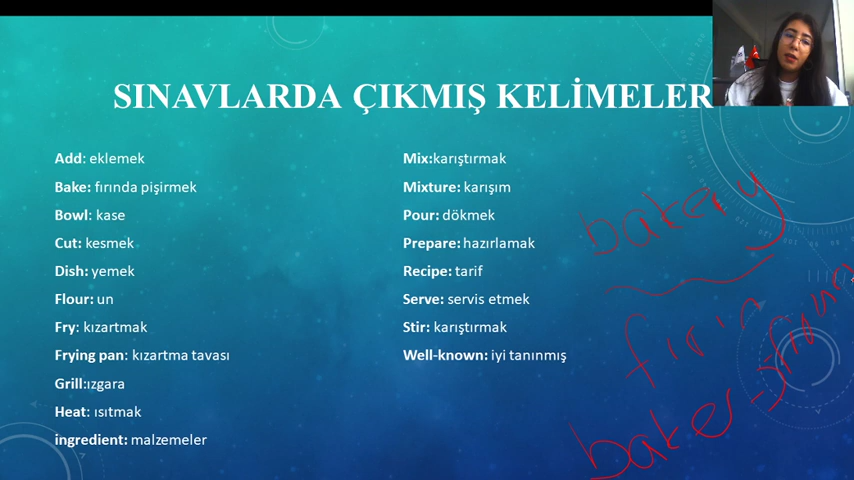 SINAVLARDA ÇIKMIŞ KELİMELER
Add: eklemek
Bake: fırında pişirmek
Bowl: kase
Cut: kesmek
Dish: yemek
Flour: un
Fry: kızartmak
Frying pan: kızartma tavası
Grill:ızgara
Heat: ısıtmak
ingredient: malzemeler
Mix:karıştırmak
Mixture: karışım
Pour: dökmek
Prepare: hazırlamak
Recipe: tarif
Serve: servis etmek
Stir: karıştırmak
Well-known: iyi tanınmış
fırın
baker